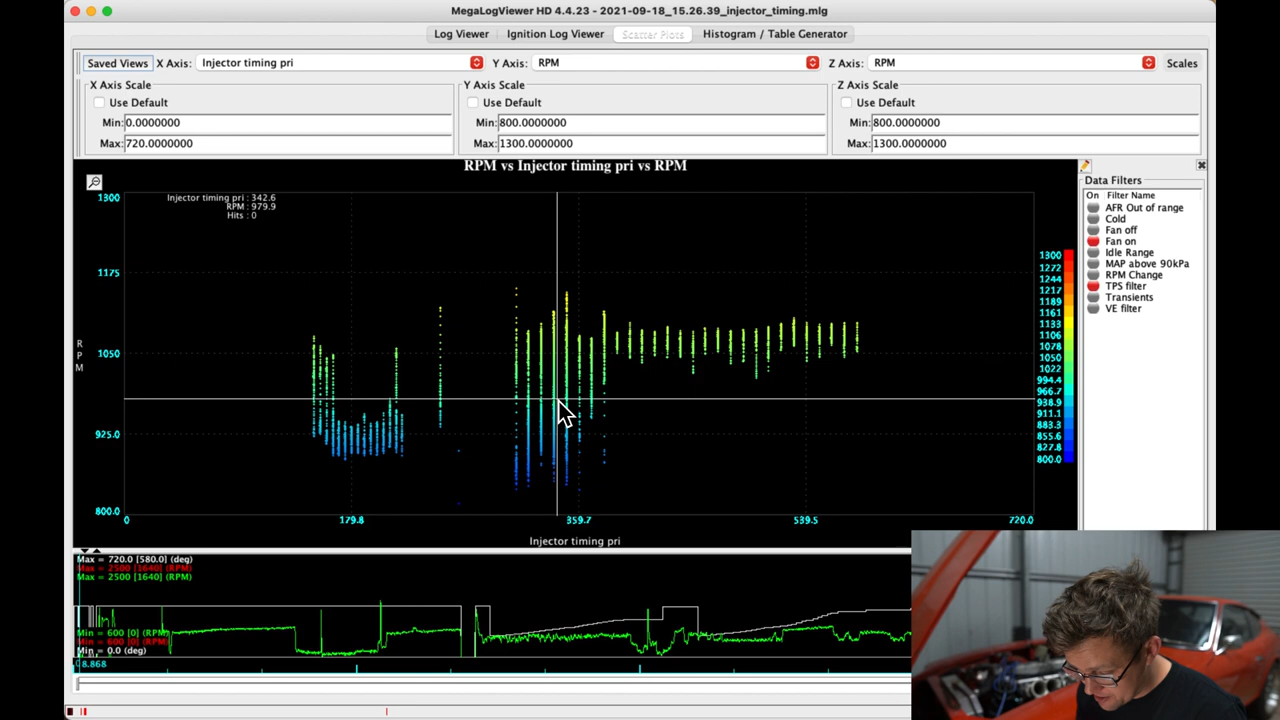 MegaLogViewer HD 4.4.23 - 2021-09-18_15.26.39_injector_timing.mlg
Log Viewer Ignition Log Viewer Scatter Plots Histogram / Table Generator
Saved Views X Axis: Injector timing pri Y Axis: RPM Z Axis: RPM Scales
X Axis Scale Y Axis Scale Z Axis Scale
Use Default Use Default Use Default
Min: 0.0000000 Min: 800.0000000 Min: 800.0000000
Max: 720.0000000 Max: 1300.0000000 Max: 1300.0000000
RPM vs Injector timing pri vs RPM
Injector timing pri : 342.6
RPM : 979.9
Hits : 0
1300
1175
1050
925.0
800.0
RPM
0 179.8 359.7 539.5 720.0
Injector timing pri
1300
1272
1244
1217
1189
1161
1133
1106
1078
1050
1022
994.4
966.7
938.9
911.1
883.3
855.6
827.8
800.0
Data Filters
On Filter Name
AFR Out of range
Cold
Fan off
Fan on
Idle Range
MAP above 90kPa
RPM Change
TPS filter
Transients
VE filter
Max = 720.0 [580.0] (deg)
Max = 2500 [1640] (RPM)
Max = 2500 [1640] (RPM)
Min = 600 [0] (RPM)
Min = 600 [0] (RPM)
Min = 0.0 (deg)
8.868